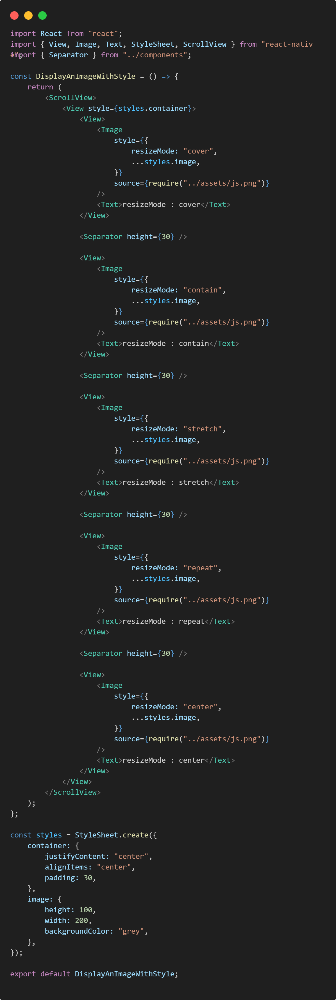 import React from "react";
import { View, Image, Text, StyleSheet, ScrollView } from "react-nativ
e";
import { Separator } from "../components";

const DisplayAnImageWithStyle = () => {
    return (
        <ScrollView>
            <View style={styles.container}>
                <View>
                    <Image
                        style={{
                            resizeMode: "cover",
                            ...styles.image,
                        }}
                        source={require("../assets/js.png")}
                    />
                    <Text>resizeMode : cover</Text>
                </View>

                <Separator height={30} />

                <View>
                    <Image
                        style={{
                            resizeMode: "contain",
                            ...styles.image,
                        }}
                        source={require("../assets/js.png")}
                    />
                    <Text>resizeMode : contain</Text>
                </View>

                <Separator height={30} />

                <View>
                    <Image
                        style={{
                            resizeMode: "stretch",
                            ...styles.image,
                        }}
                        source={require("../assets/js.png")}
                    />
                    <Text>resizeMode : stretch</Text>
                </View>

                <Separator height={30} />

                <View>
                    <Image
                        style={{
                            resizeMode: "repeat",
                            ...styles.image,
                        }}
                        source={require("../assets/js.png")}
                    />
                    <Text>resizeMode : repeat</Text>
                </View>

                <Separator height={30} />

                <View>
                    <Image
                        style={{
                            resizeMode: "center",
                            ...styles.image,
                        }}
                        source={require("../assets/js.png")}
                    />
                    <Text>resizeMode : center</Text>
                </View>
            </View>
        </ScrollView>
    );
};

const styles = StyleSheet.create({
    container: {
        justifyContent: "center",
        alignItems: "center",
        padding: 30,
    },
    image: {
        height: 100,
        width: 200,
        backgroundColor: "grey",
    },
});

export default DisplayAnImageWithStyle;